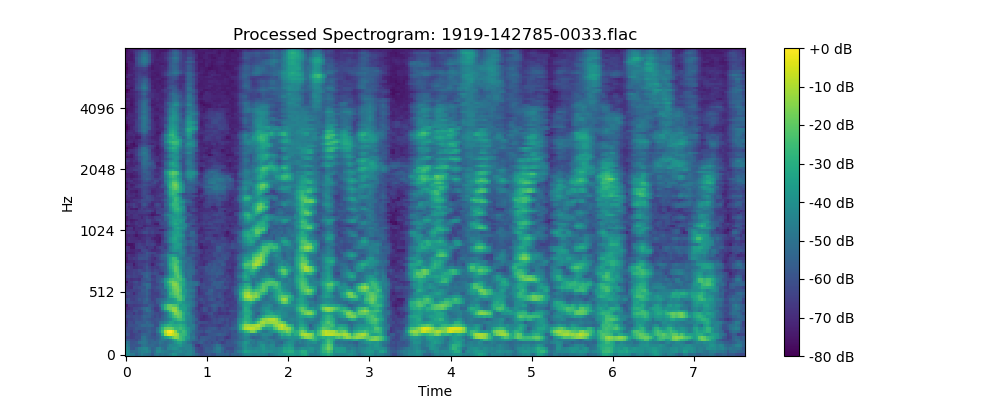 Processed Spectrogram: 1919-142785-0033.flac
+0 dB
4096
-10 dB
-20 dB
2048
-30 dB
Hz
-40 dB
1024
-50 dB
512
-60 dB
-70 dB
0
-80 dB
0 1 2 3 4 5 6 7
Time